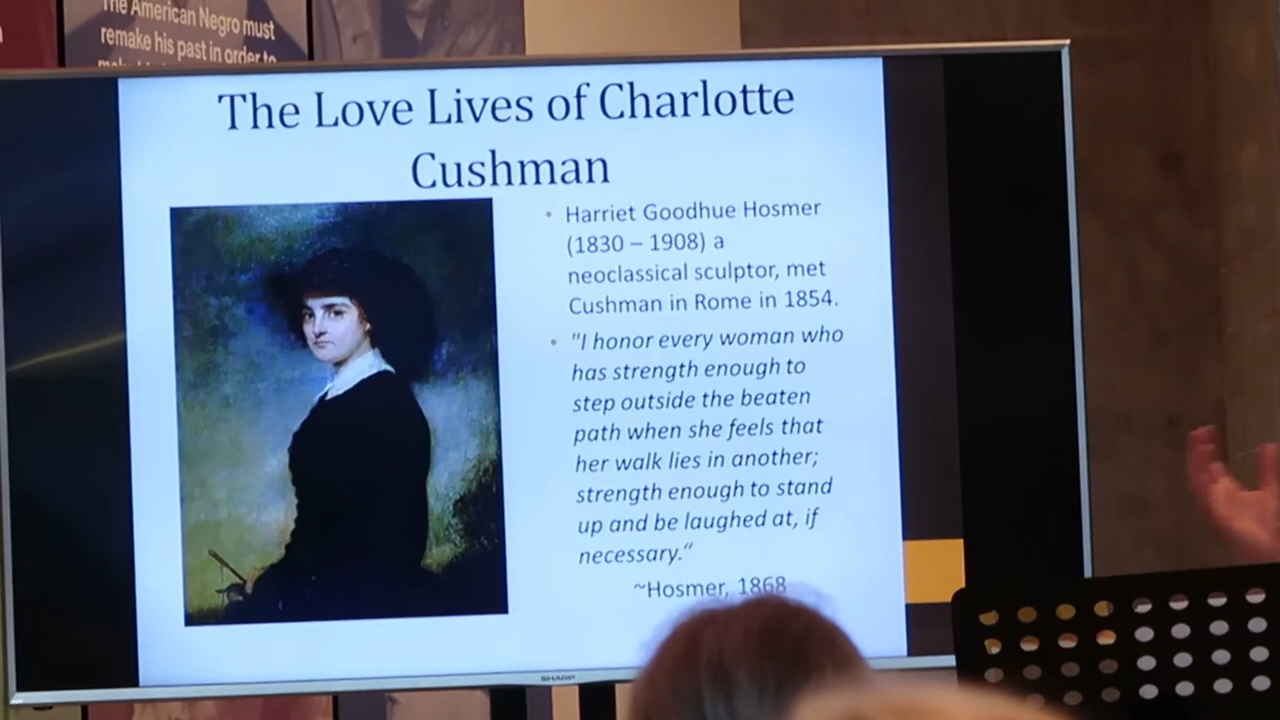 The American Negro must
remake his past in order to
The Love Lives of Charlotte
Cushman
• Harriet Goodhue Hosmer
(1830 – 1908) a
neoclassical sculptor, met
Cushman in Rome in 1854.
• "I honor every woman who
has strength enough to
step outside the beaten
path when she feels that
her walk lies in another;
strength enough to stand
up and be laughed at, if
necessary."
~Hosmer, 1868
SHARP